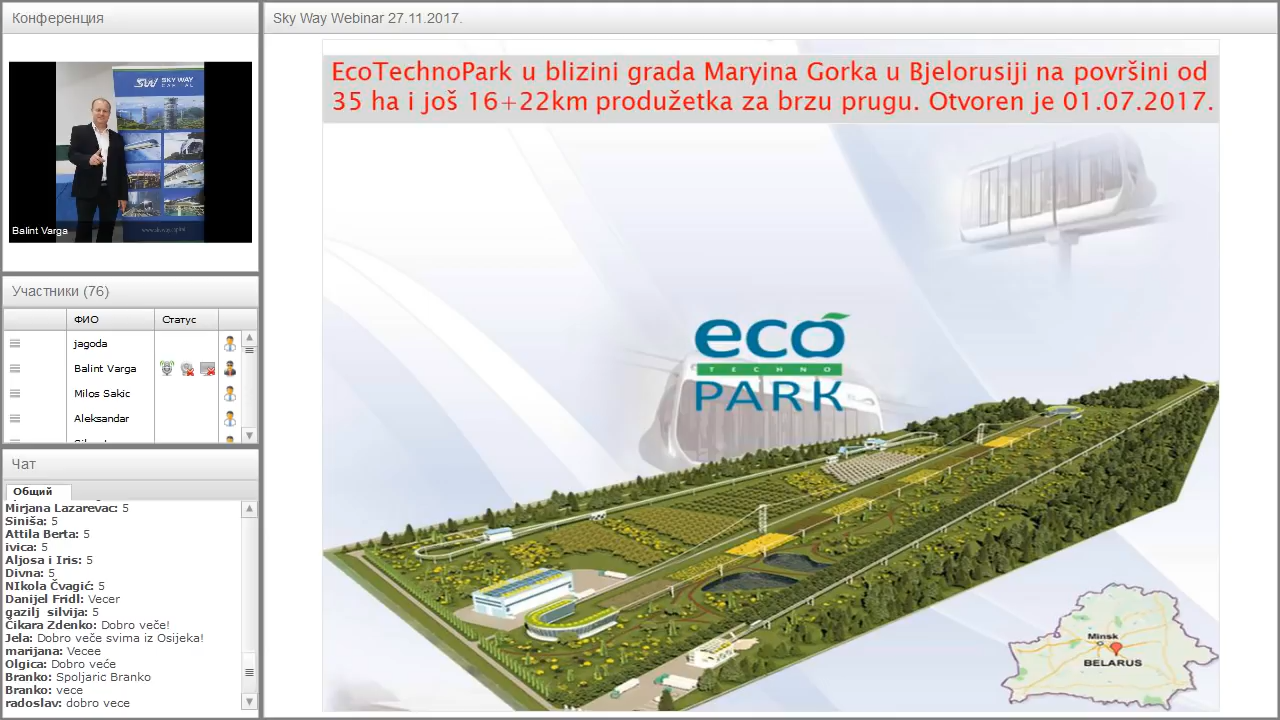 Конференция
Sky Way Webinar 27.11.2017.
SW SKY WAY
CAPITAL
Balint Varga
Участники (76)
ФИО
Статус
jagoda
Balint Varga
Milos Sakic
Aleksandar
Чат
Общий
Mirjana Lazarevac: 5
Siniša: 5
Attila Berta: 5
ivica: 5
Aljosa i Iris: 5
Divna: 5
NIkola Čvagić: 5
Danijel Fridl: Vecer
gazilj silvija: 5
Čikara Zdenko: Dobro veče!
Jela: Dobro veče svima iz Osijeka!
marijana: Vecee
Olgica: Dobro veće
Branko: Spoljaric Branko
Branko: vece
radoslav: dobro vece
EcoTechnoPark u blizini grada Maryina Gorka u Bjelorusiji na površini od
35 ha i još 16+22km produžetka za brzu prugu. Otvoren je 01.07.2017.
eco
TECHNO
PARK
Minsk
BELARUS